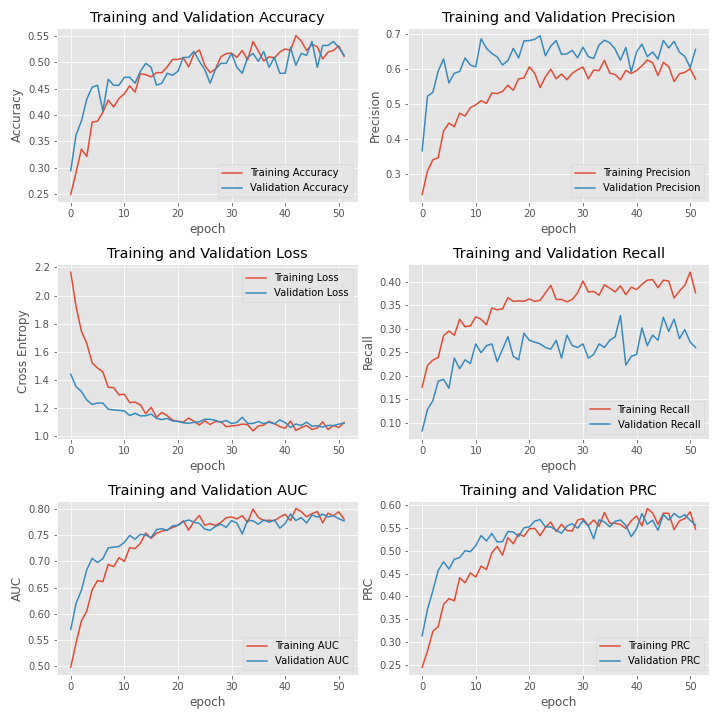 Training and Validation Accuracy
0.55
0.50
0.45
0.40
0.35
0.30
0.25
Accuracy
0 10 20 30 40 50
epoch
Training Accuracy
Validation Accuracy
Training and Validation Precision
0.7
0.6
0.5
0.4
0.3
Precision
0 10 20 30 40 50
epoch
Training Precision
Validation Precision
Training and Validation Loss
2.2
2.0
1.8
1.6
1.4
1.2
1.0
Cross Entropy
0 10 20 30 40 50
epoch
Training Loss
Validation Loss
Training and Validation Recall
0.40
0.35
0.30
0.25
0.20
0.15
0.10
Recall
0 10 20 30 40 50
epoch
Training Recall
Validation Recall
Training and Validation AUC
0.80
0.75
0.70
0.65
0.60
0.55
0.50
AUC
0 10 20 30 40 50
epoch
Training AUC
Validation AUC
Training and Validation PRC
0.60
0.55
0.50
0.45
0.40
0.35
0.30
0.25
PRC
0 10 20 30 40 50
epoch
Training PRC
Validation PRC